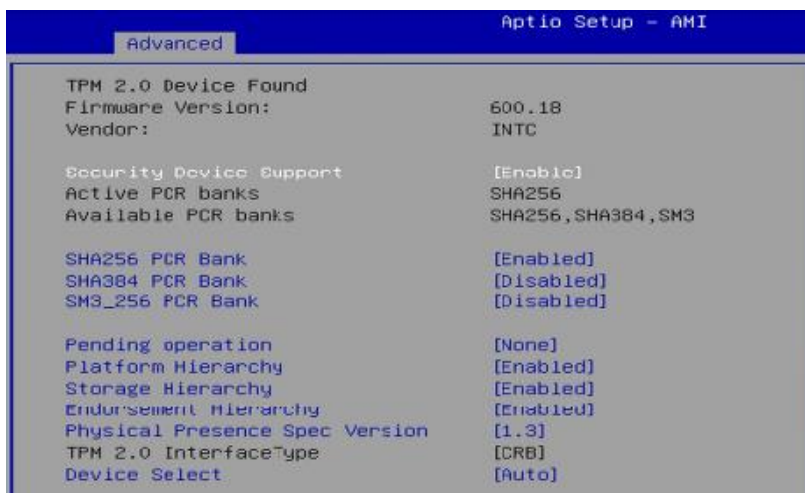 Aptio Setup - AMI
Advanced
TPM 2.0 Device Found
Firmware Version: 600.18
Vendor: INTC
Security Device Support [Enable]
Active PCR banks SHA256
Available PCR banks SHA256,SHA384,SM3
SHA256 PCR Bank [Enabled]
SHA384 PCR Bank [Disabled]
SM3_256 PCR Bank [Disabled]
Pending operation [None]
Platform Hierarchy [Enabled]
Storage Hierarchy [Enabled]
Endorsement Hierarchy [Enabled]
Physical Presence Spec Version [1.3]
TPM 2.0 InterfaceType [CRB]
Device Select [Auto]